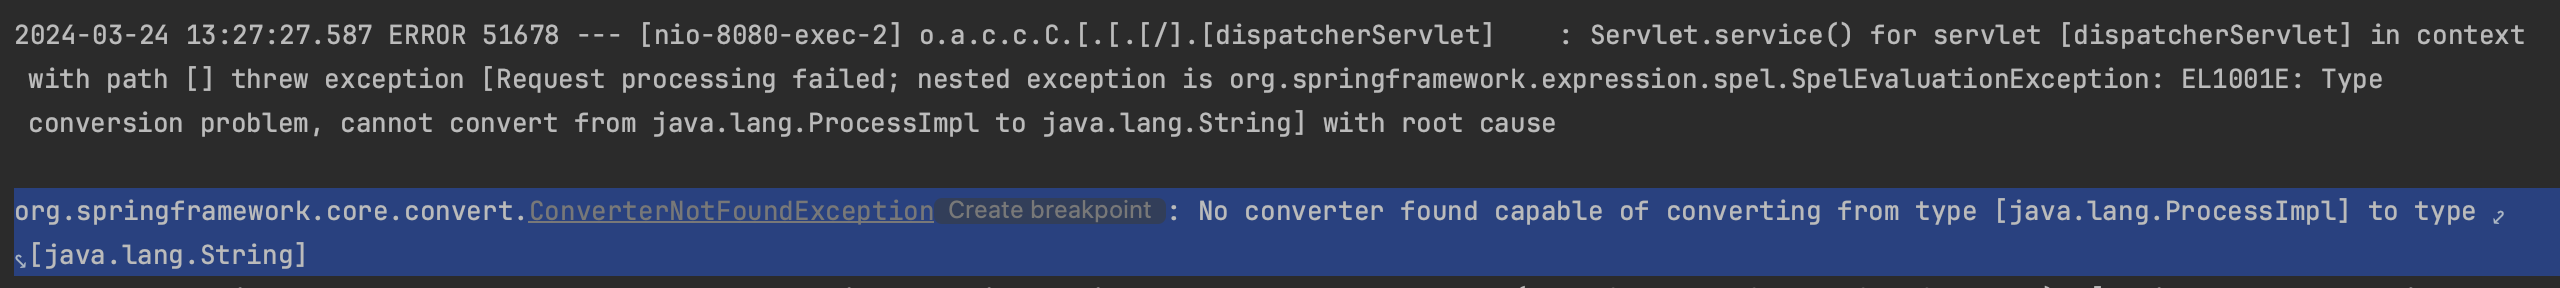 2024-03-24 13:27:27.587 ERROR 51678 --- [nio-8080-exec-2] o.a.c.c.C.[.[.[/].[dispatcherServlet]    : Servlet.service() for servlet [dispatcherServlet] in context
with path [] threw exception [Request processing failed; nested exception is org.springframework.expression.spel.SpelEvaluationException: EL1001E: Type
conversion problem, cannot convert from java.lang.ProcessImpl to java.lang.String] with root cause
org.springframework.core.convert.ConverterNotFoundException Create breakpoint : No converter found capable of converting from type [java.lang.ProcessImpl] to type
[java.lang.String]